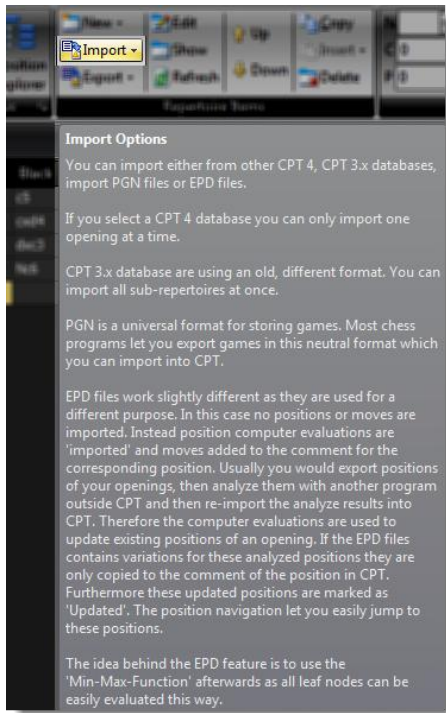 New
Edit
Up
Copy
N
Import
Show
Insert
C 0
Export
Refresh
Down
Delete
P 0
Repertoire Items
Import Options
Black
You can import either from other CPT 4, CPT 3.x databases,
import PGN files or EPD files.
c5
If you select a CPT 4 database you can only import one
opening at a time.
cxd4
dxc3
CPT 3.x database are using an old, different format. You can
import all sub-repertoires at once.
Nc6
PGN is a universal format for storing games. Most chess
programs let you export games in this neutral format which
you can import into CPT.
EPD files work slightly different as they are used for a
different purpose. In this case no positions or moves are
imported. Instead position computer evaluations are
'imported' and moves added to the comment for the
corresponding position. Usually you would export positions
of your openings, then analyze them with another program
outside CPT and then re-import the analyze results into
CPT. Therefore the computer evaluations are used to
update existing positions of an opening. If the EPD files
contains variations for these analyzed positions they are
only copied to the comment of the position in CPT.
Furthermore these updated positions are marked as
'Updated'. The position navigation let you easily jump to
these positions.
The idea behind the EPD feature is to use the
'Min-Max-Function' afterwards as all leaf nodes can be
easily evaluated this way.